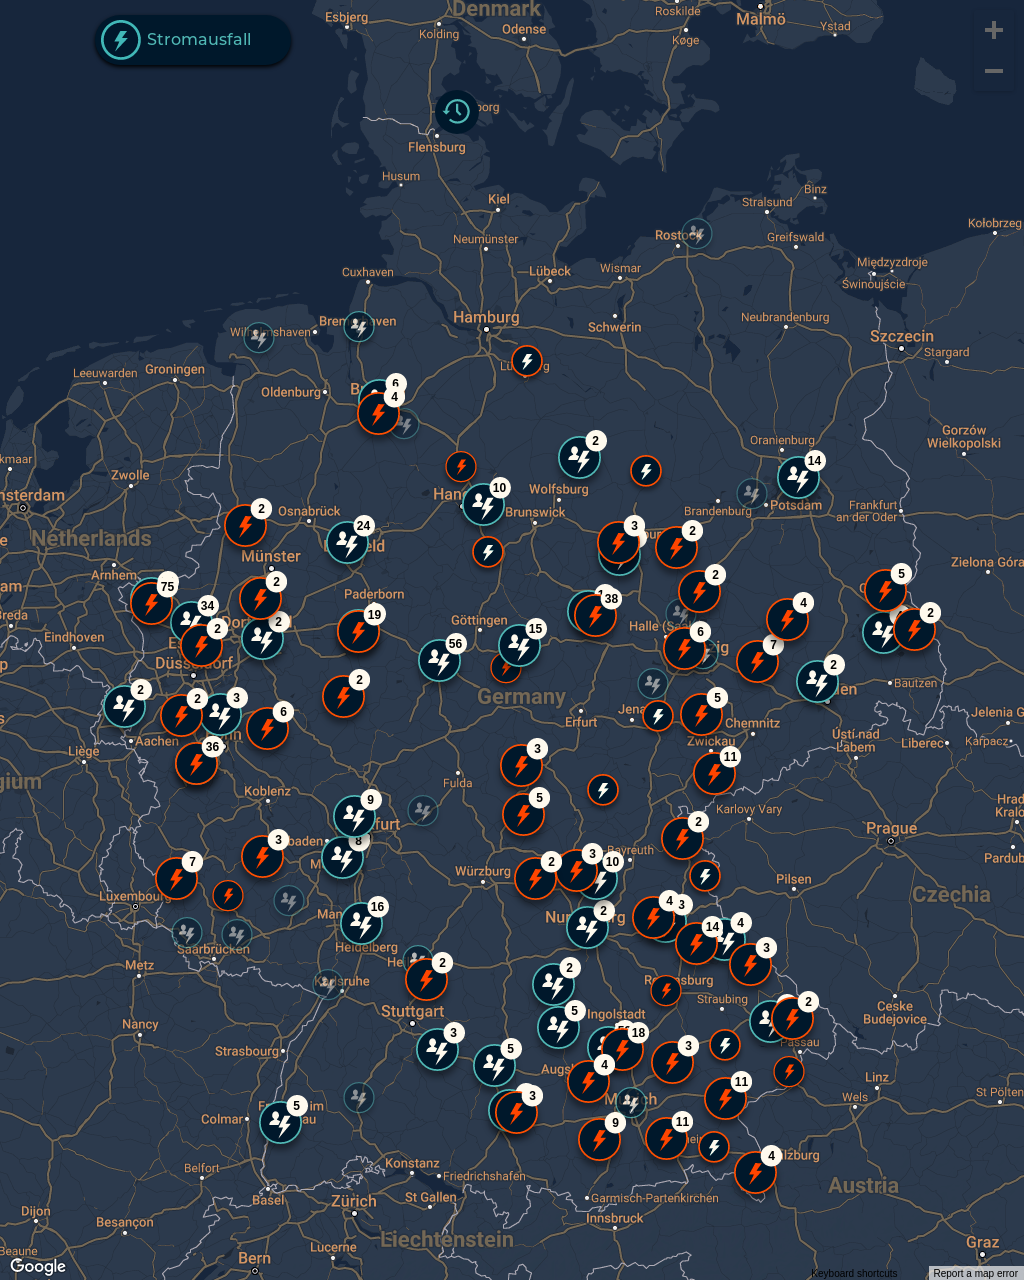 Denmark
Esbjerg
Kolding
Odense
Roskilde
Malmö
Ystad
Køge
Stromausfall
Flensburg
Husum
Kiel
Neumünster
Stralsund
Binz
Rostock
Greifswald
Kołobrzeg
Międzyzdroje
Świnoujście
Cuxhaven
Lübeck
Wismar
Hamburg
Schwerin
Neubrandenburg
Szczecin
Stargard
Leeuwarden
Groningen
Oldenburg
6
4
Gorzów
Wielkopolski
Zwolle
Oranienburg
2
14
Osnabrück
Wolfsburg
Brunswick
10
Brandenburg
Potsdam
Frankfurt
an der Oder
Netherlands
Münster
2
24
3
2
Arnhem
Zielona Góra
75
34
2
2
2
Paderborn
19
38
2
4
5
2
Eindhoven
Göttingen
56
15
Halle
6
7
2
Düsseldorf
Bautzen
Germany
2
2
3
6
2
Erfurt
Jena
5
Chemnitz
Aachen
Liège
36
3
Zwickau
11
Ústí nad
Labem
Liberec
Jelenia G
Karpacz
Koblenz
Fulda
9
8
5
Karlovy Vary
Prague
Hrad
Kralo
Pardub
3
2
Luxembourg
7
Würzburg
2
3
10
Bayreuth
Pilsen
Czechia
16
Heidelberg
2
4
3
14
4
3
Metz
Saarbrücken
2
2
Straubing
Ceske
Budejovice
Nancy
Strasbourg
Stuttgart
3
5
5
Ingolstadt
18
4
3
2
Passau
Linz
Wels
St Pölten
Colmar
5
3
11
11
9
4
Belfort
Basel
Konstanz
Friedrichshafen
St Gallen
Zürich
Garmisch-Partenkirchen
Innsbruck
Austria
Dijon
Besançon
Liechtenstein
Lucerne
Bern
Beaune
Graz
Google
Keyboard shortcuts
Report a map error